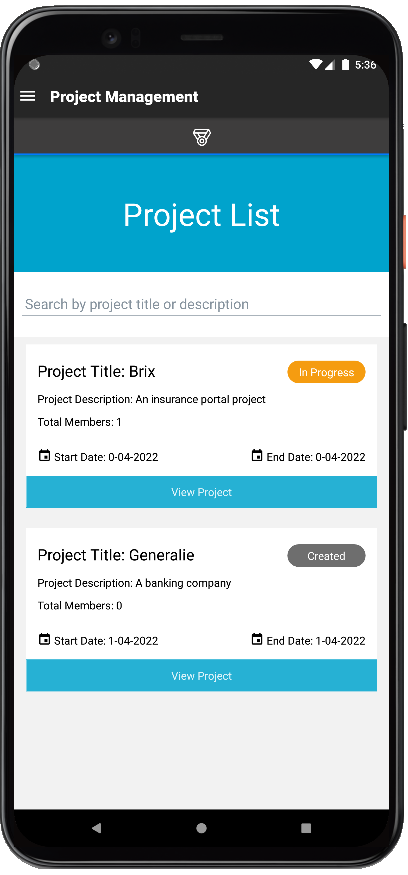 5:36
Project Management
Project List
Search by project title or description
Project Title: Brix
In Progress
Project Description: An insurance portal project
Total Members: 1
Start Date: 0-04-2022 End Date: 0-04-2022
View Project
Project Title: Generalie
Created
Project Description: A banking company
Total Members: 0
Start Date: 1-04-2022 End Date: 1-04-2022
View Project